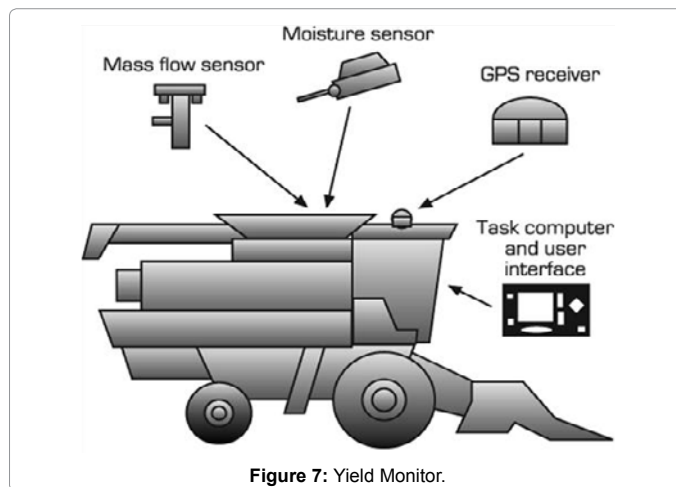 Moisture sensor
Mass flow sensor
GPS receiver
Task computer
and user
interface
Figure 7: Yield Monitor.